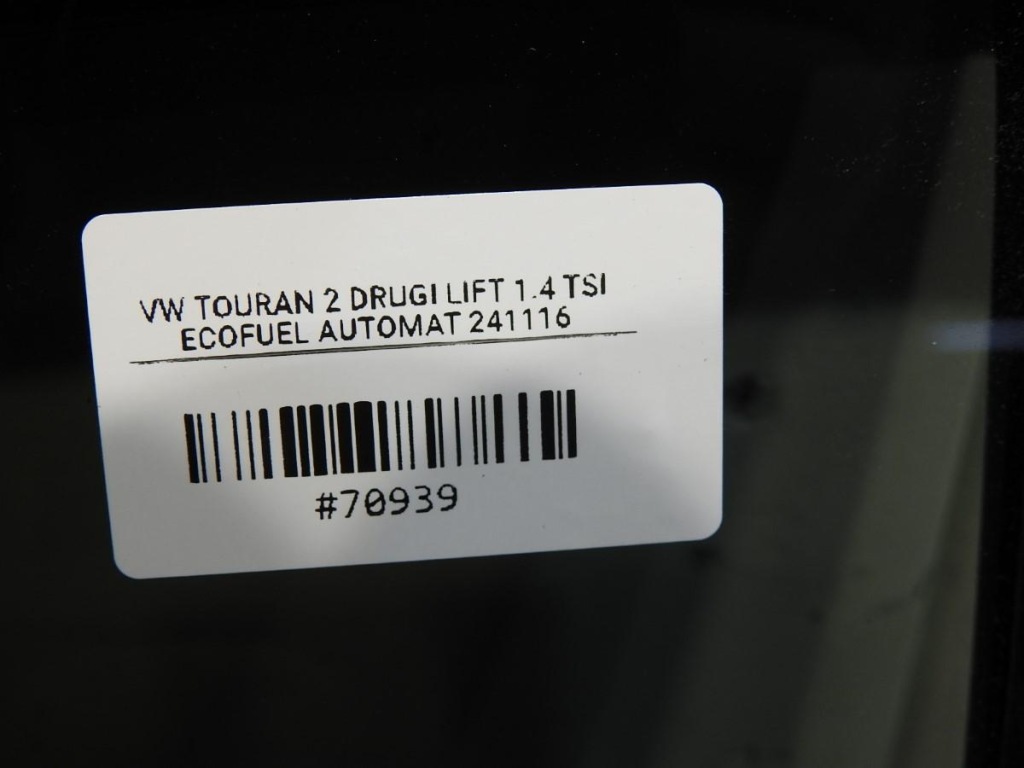 VW TOURAN 2 DRUGI LIFT 1.4 TSI
ECOFUEL AUTOMAT 241116
#70939